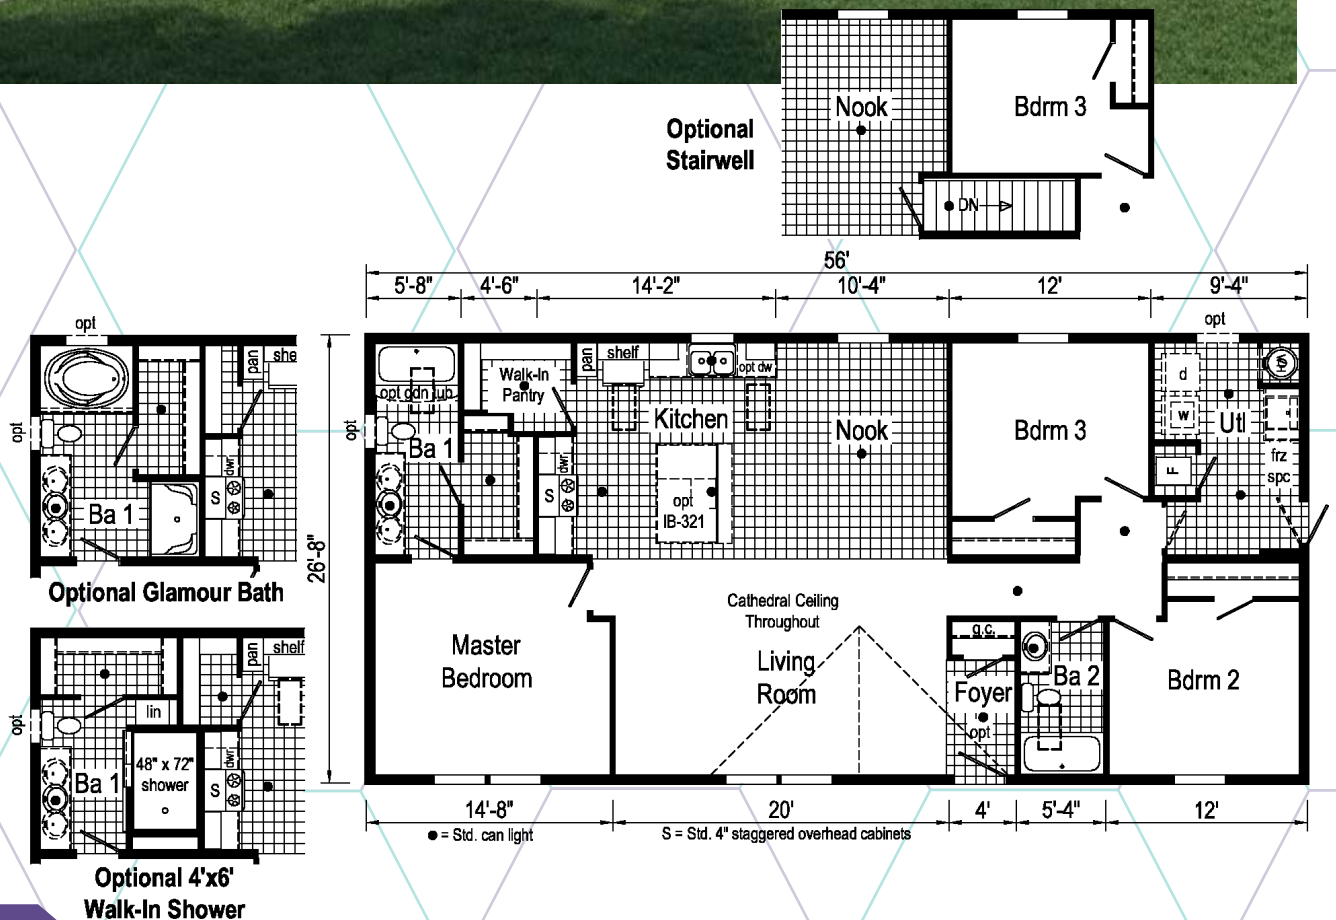 Optional
Stairwell
Nook
Bdrm 3
DN
56'
5'-8"
4'-6"
14'-2"
10'-4"
12'
9'-4"
26'-8"
opt
opt
opt gdn tub
Ba 1
Walk-In
Pantry
pan
shelf
opt dw
Kitchen
dwr
S
opt
IB-321
Nook
Bdrm 3
d
w
F
Utl
WH
frz
spc
Master
Bedroom
Cathedral Ceiling
Throughout
Living
Room
g.c.
Foyer
opt
Ba 2
Bdrm 2
14'-8"
20'
4'
5'-4"
12'
● = Std. can light
S = Std. 4" staggered overhead cabinets
opt
opt
pan
she
dwr
S
Ba 1
Optional Glamour Bath
opt
pan
shelf
lin
dwr
S
Ba 1
48" x 72"
shower
Optional 4'x6'
Walk-In Shower